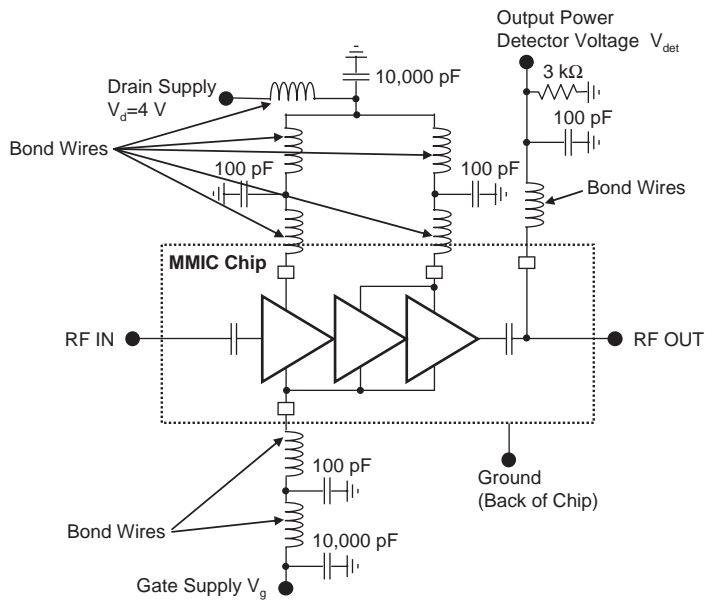 Output Power
Detector Voltage V_det
3 kΩ
10,000 pF
Drain Supply
V_d=4 V
100 pF
Bond Wires
100 pF
100 pF
Bond Wires
MMIC Chip
RF IN
RF OUT
Ground
(Back of Chip)
100 pF
Bond Wires
10,000 pF
Gate Supply V_g